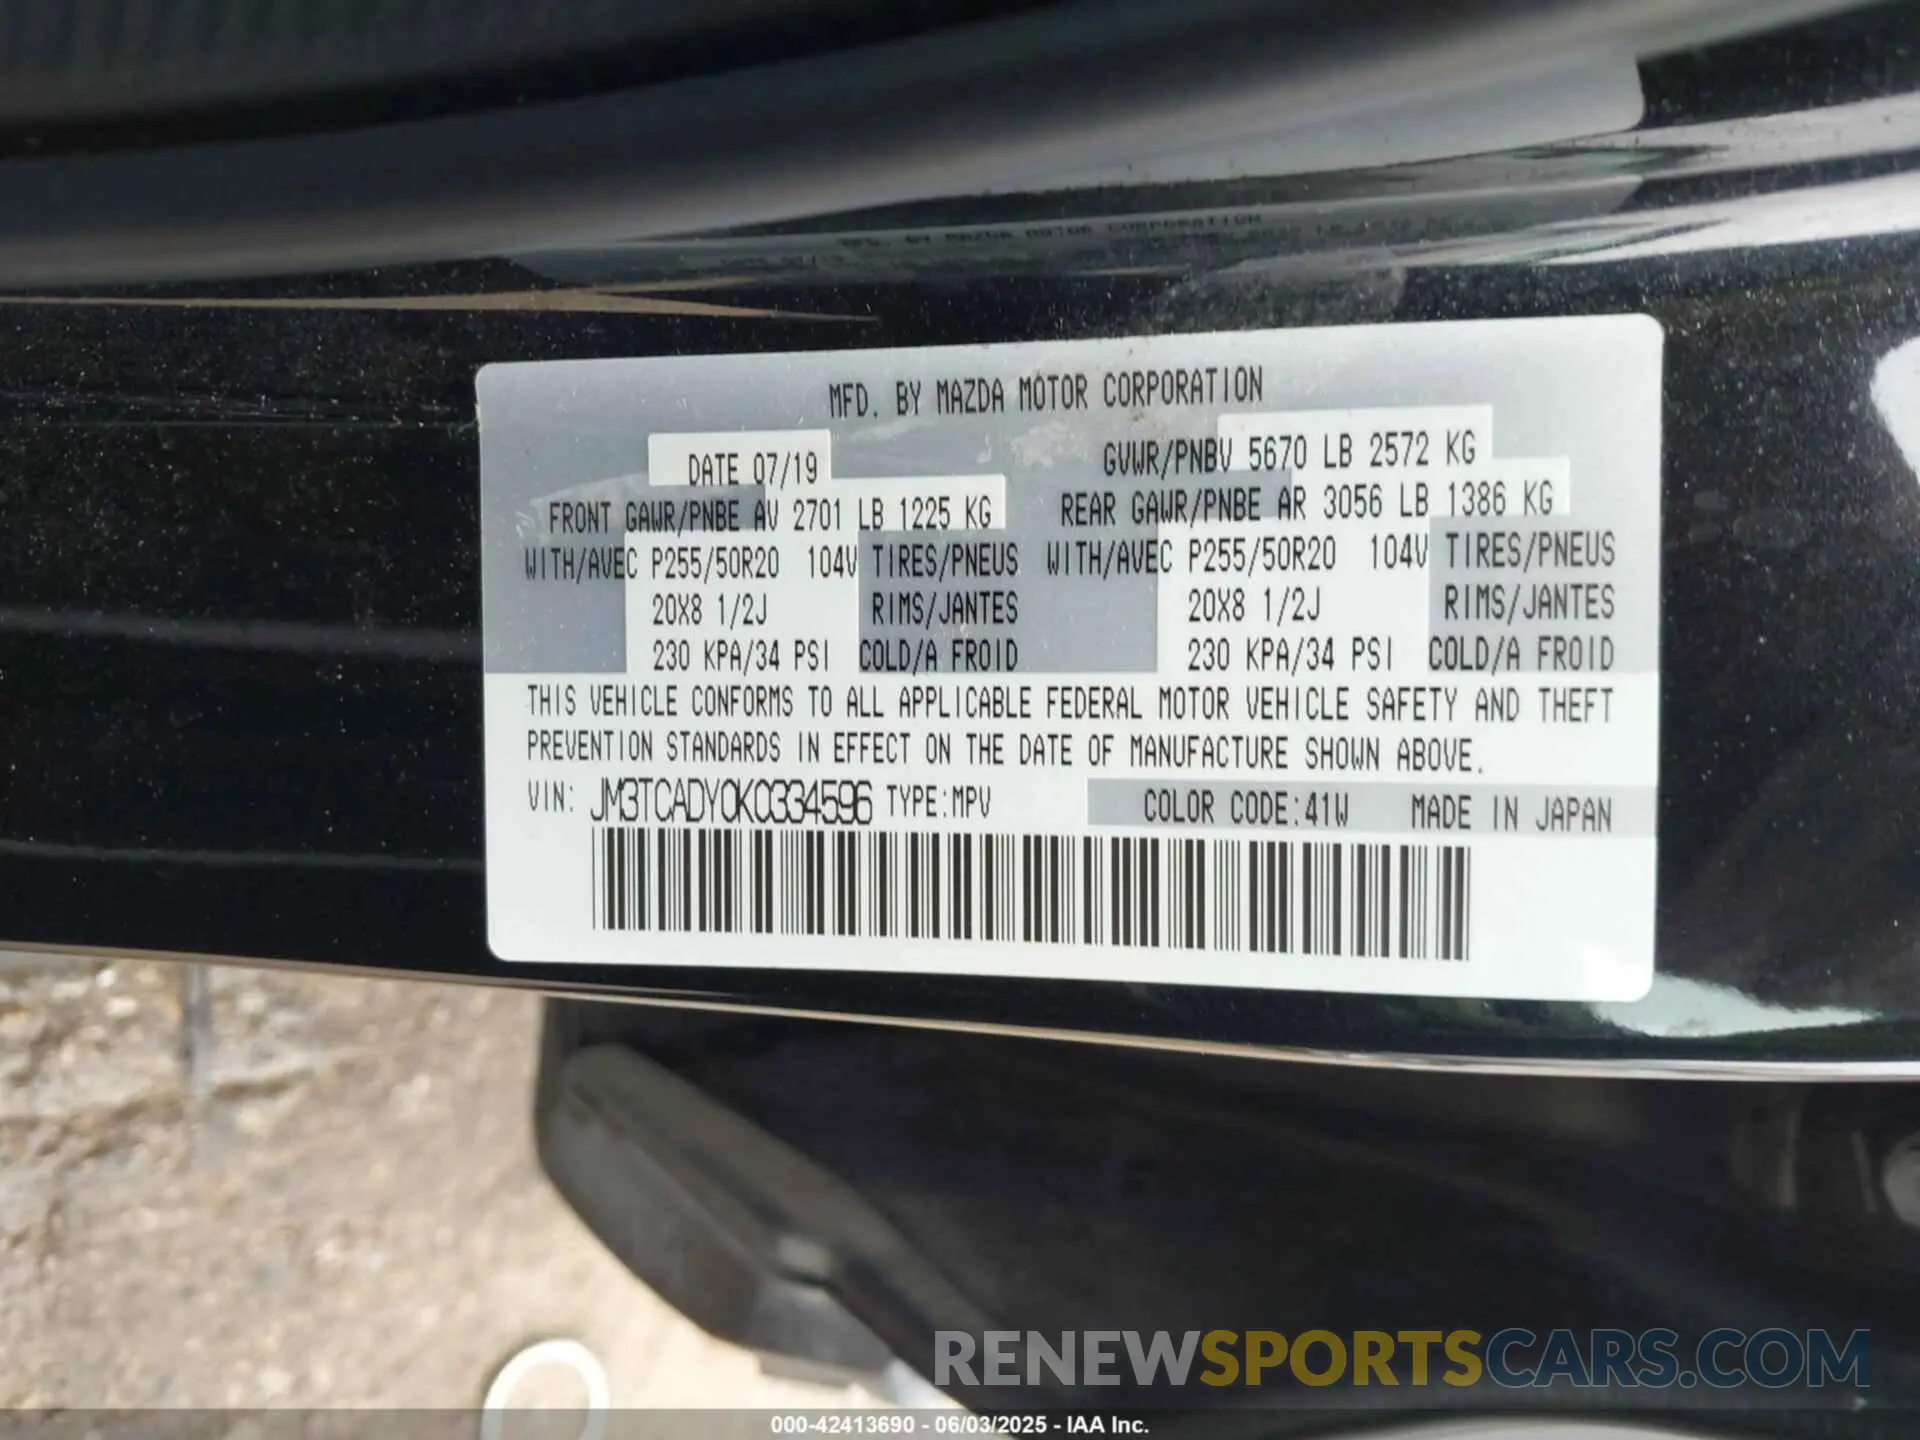 MFD. BY MAZDA MOTOR CORPORATION
DATE 07/19 GVWR/PNBV 5670 LB 2572 KG
FRONT GAWR/PNBE AV 2701 LB 1225 KG REAR GAWR/PNBE AR 3056 LB 1386 KG
WITH/AVEC P255/50R20 104V TIRES/PNEUS WITH/AVEC P255/50R20 104V TIRES/PNEUS
20X8 1/2J RIMS/JANTES 20X8 1/2J RIMS/JANTES
230 KPA/34 PSI COLD/A FROID 230 KPA/34 PSI COLD/A FROID
THIS VEHICLE CONFORMS TO ALL APPLICABLE FEDERAL MOTOR VEHICLE SAFETY AND THEFT
PREVENTION STANDARDS IN EFFECT ON THE DATE OF MANUFACTURE SHOWN ABOVE.
VIN: JM3TCADY0K0334596 TYPE:MPV COLOR CODE:41W MADE IN JAPAN
RENEWSPORTSCARS.COM
000-42413690 - 06/03/2025 - IAA Inc.